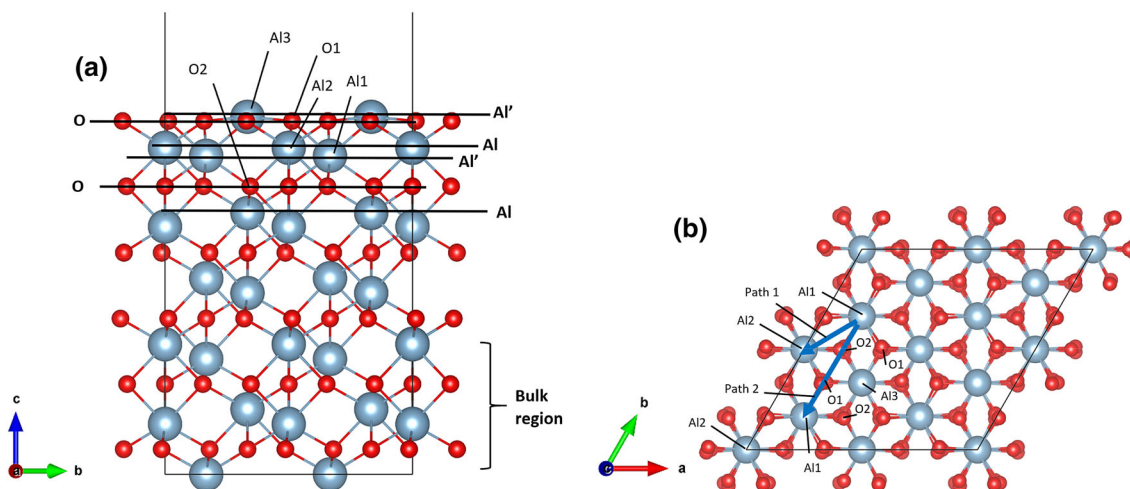 (a)
Al3
O1
O2
Al2
Al1
Al'
O
Al
Al'
O
Al
Bulk
region
c
a
b
(b)
Path 1
Al1
Al2
O2
O1
O1
Al3
Path 2
O2
Al2
Al1
b
c
a